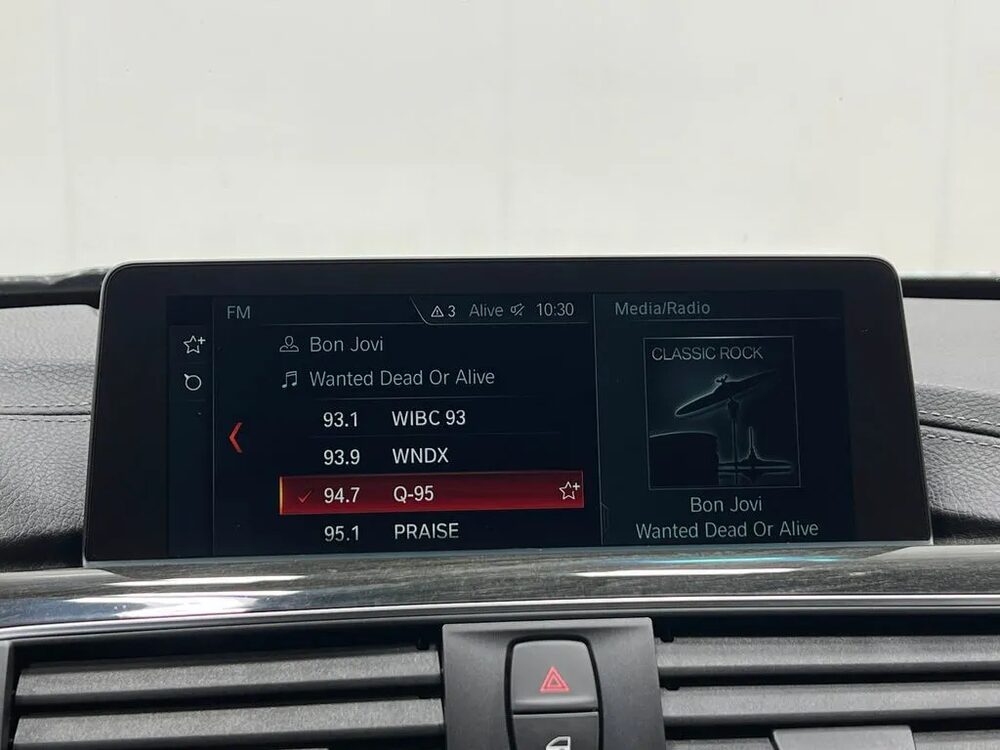 FM
3 Alive 10:30
Media/Radio
Bon Jovi
Wanted Dead Or Alive
93.1 WIBC 93
93.9 WNDX
94.7 Q-95
95.1 PRAISE
CLASSIC ROCK
Bon Jovi
Wanted Dead Or Alive